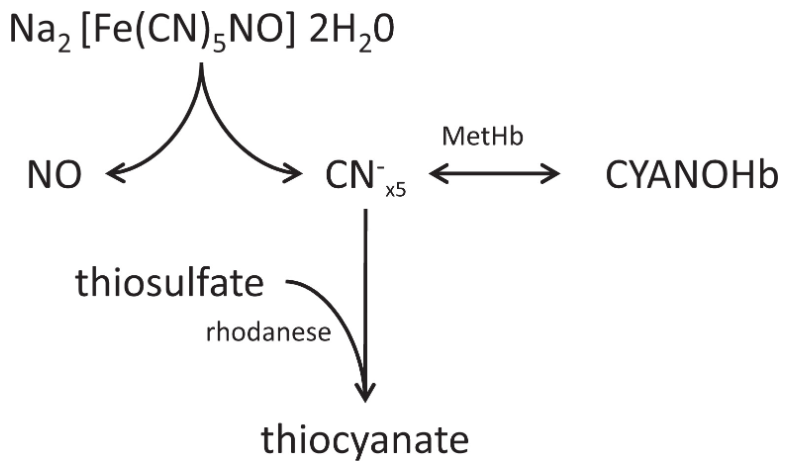 Na₂ [Fe(CN)₅NO] 2H₂0
MetHb
NO
CN⁻ₓ₅
CYANOHb
thiosulfate
rhodanese
thiocyanate